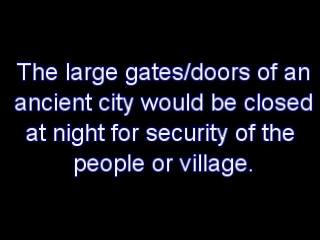 The large gates/doors of an
ancient city would be closed
at night for security of the
people or village.